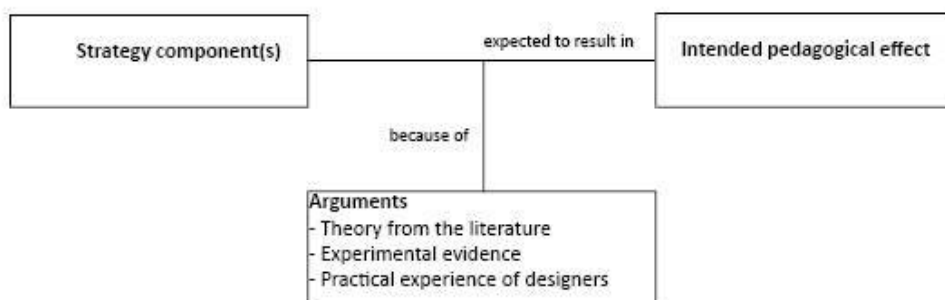 Strategy component(s)
expected to result in
Intended pedagogical effect
because of
Arguments
- Theory from the literature
- Experimental evidence
- Practical experience of designers